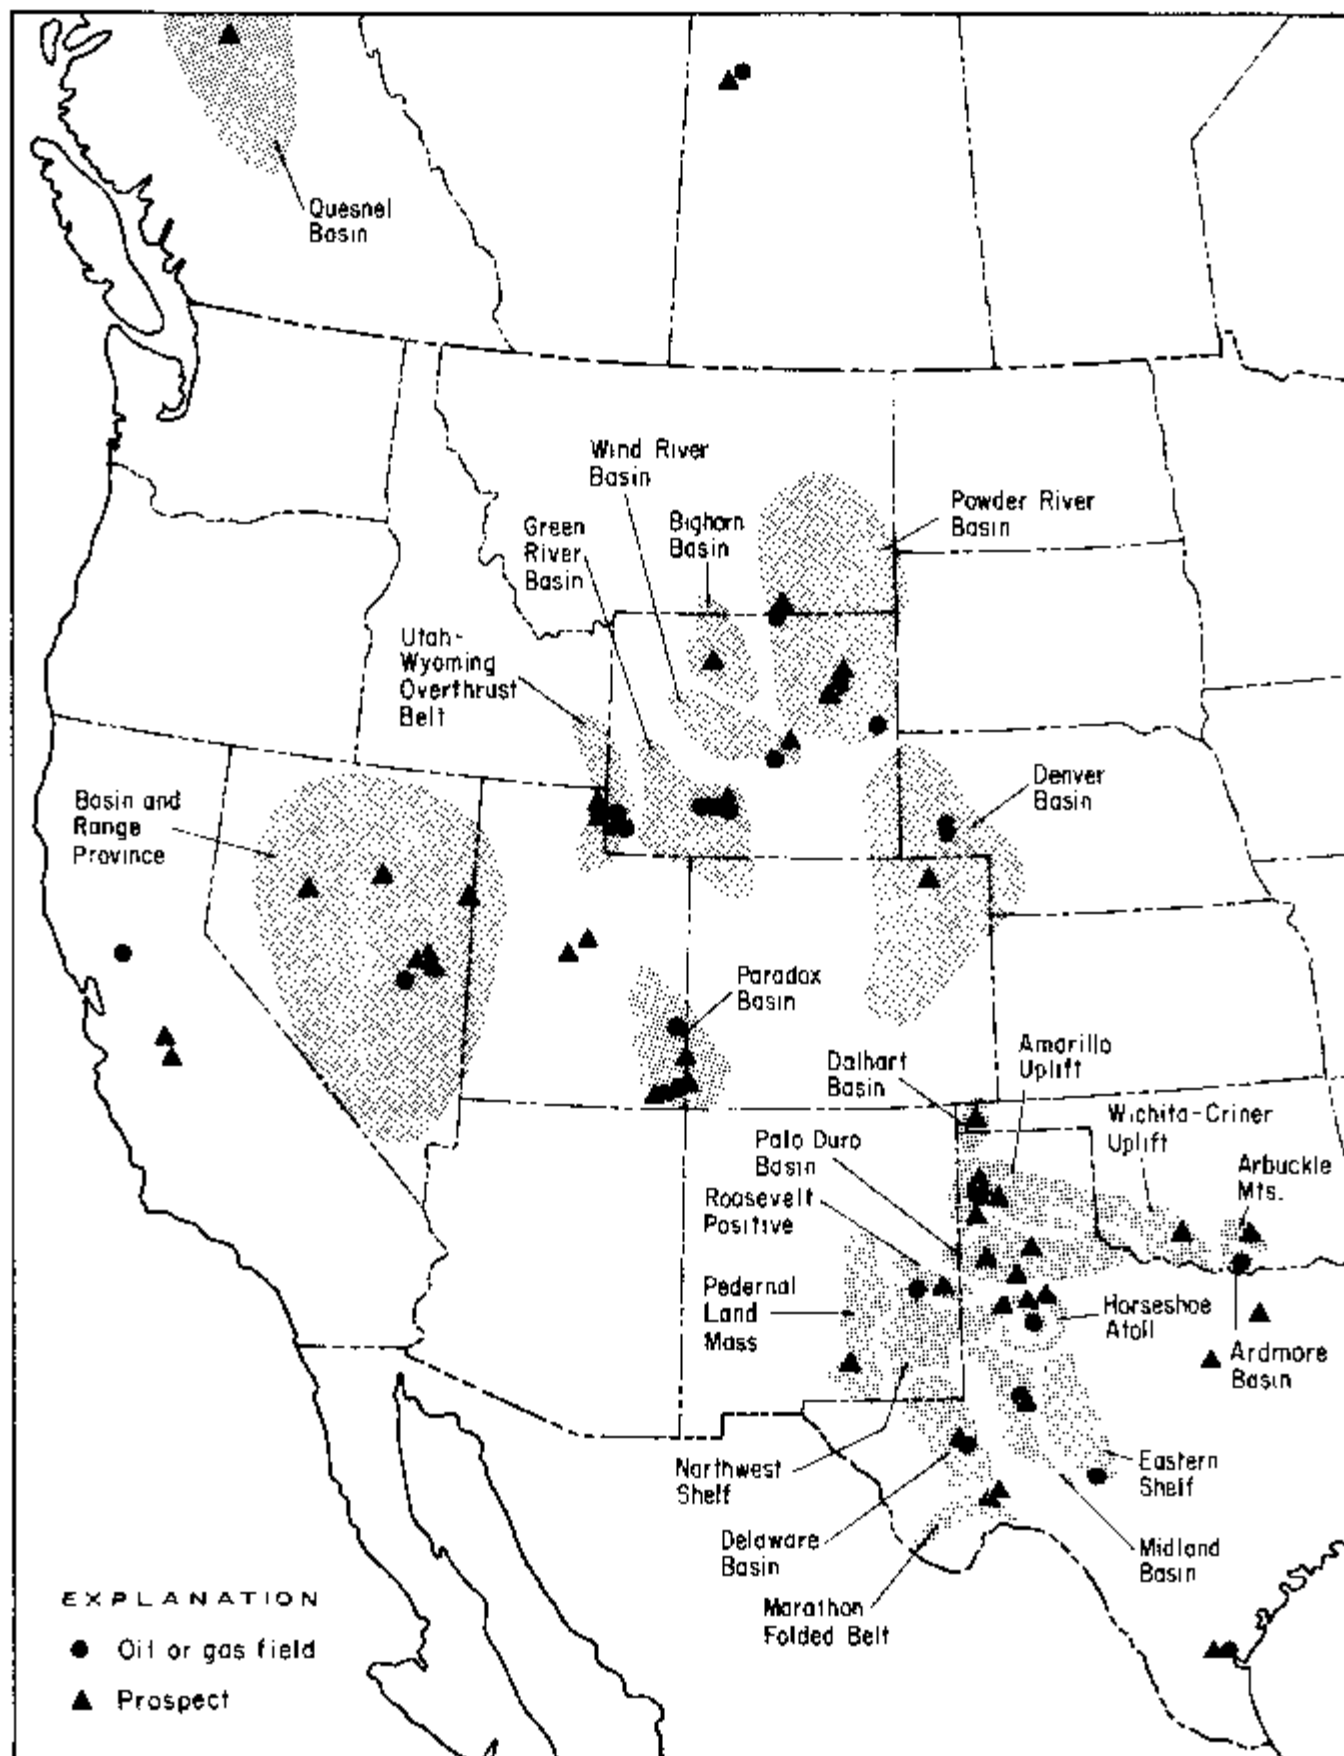 Quesnel
Basin
Wind River
Basin
Powder River
Basin
Bighorn
Basin
Green
River
Basin
Utah-
Wyoming
Overthrust
Belt
Denver
Basin
Basin and
Range
Province
Paradox
Basin
Amarillo
Uplift
Dalhart
Basin
Wichita-Criner
Uplift
Palo Duro
Basin
Arbuckle
Mts.
Roosevelt
Positive
Pedernal
Land
Mass
Horseshoe
Atoll
Ardmore
Basin
Northwest
Shelf
Eastern
Shelf
Delaware
Basin
Midland
Basin
Marathon
Folded Belt
EXPLANATION
Oil or gas field
Prospect